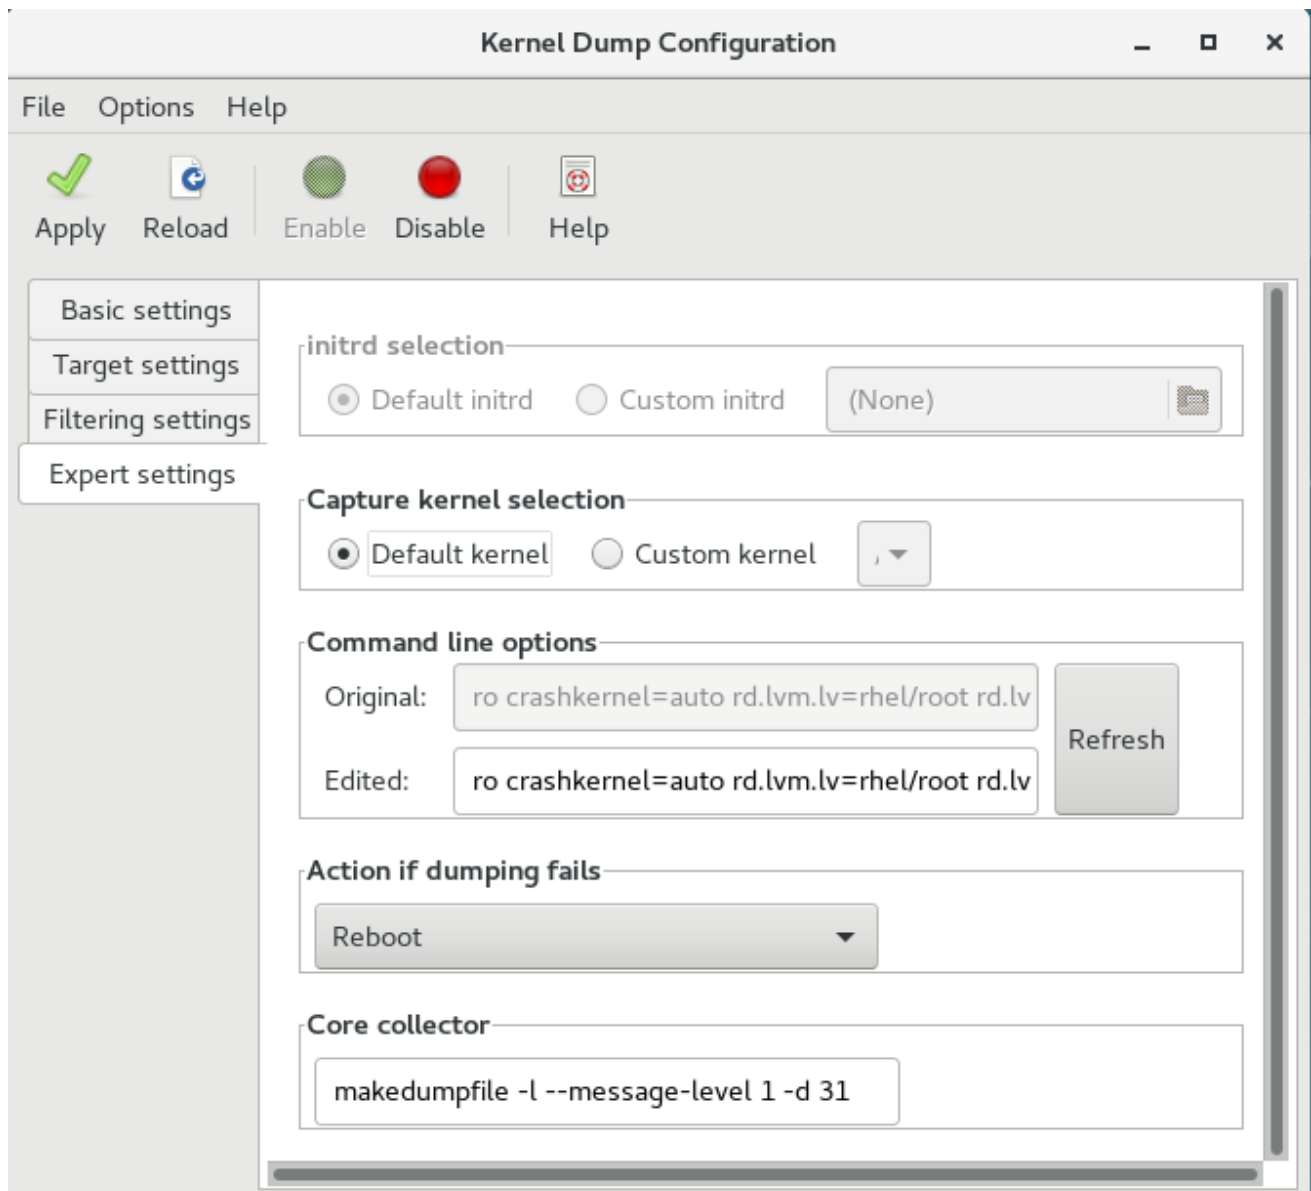 Kernel Dump Configuration
File Options Help
Apply Reload Enable Disable Help
Basic settings
Target settings
Filtering settings
Expert settings
initrd selection
Default initrd Custom initrd (None)
Capture kernel selection
Default kernel Custom kernel
Command line options
Original: ro crashkernel=auto rd.lvm.lv=rhel/root rd.lv
Refresh
Edited: ro crashkernel=auto rd.lvm.lv=rhel/root rd.lv
Action if dumping fails
Reboot
Core collector
makedumpfile -l --message-level 1 -d 31